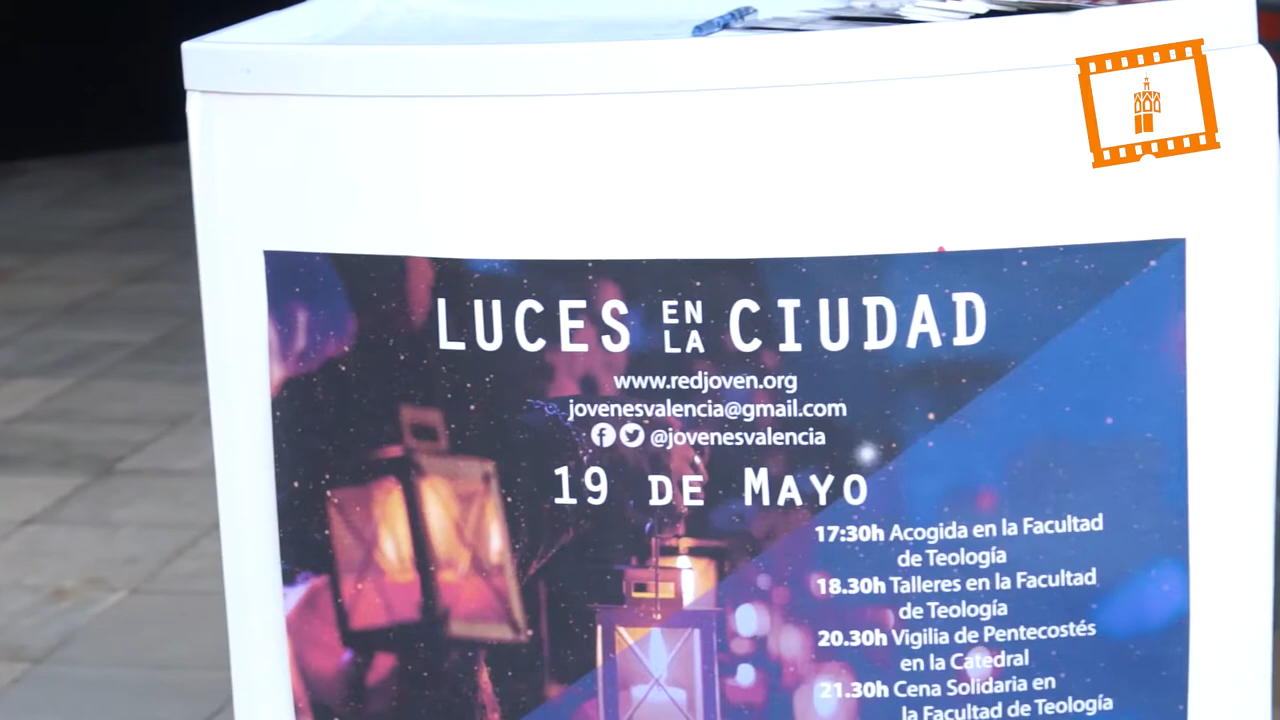 LUCES EN LA CIUDAD
www.redjoven.org
jovenesvalencia@gmail.com
@jovenesvalencia
19 DE MAYO
17:30h Acogida en la Facultad
de Teología
18.30h Talleres en la Facultad
de Teología
20.30h Vigilia de Pentecostés
en la Catedral
21.30h Cena Solidaria en
la Facultad de Teología